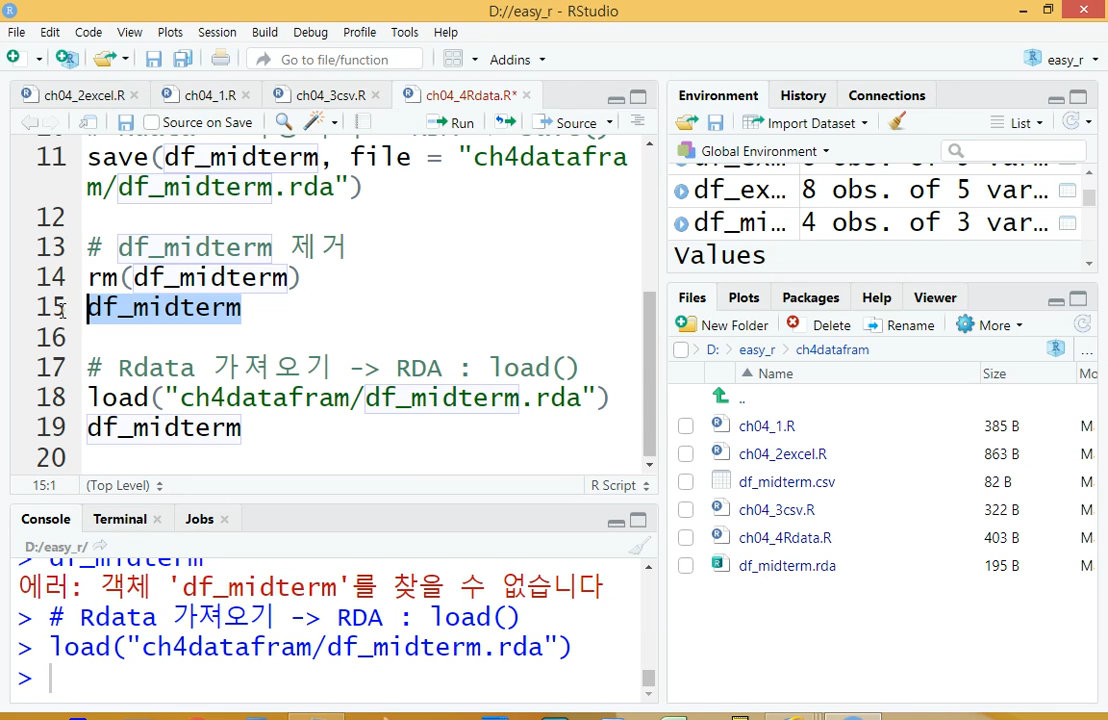 D://easy_r - RStudio
File Edit Code View Plots Session Build Debug Profile Tools Help
Go to file/function Addins easy_r
ch04_2excel.R ch04_1.R ch04_3csv.R ch04_4Rdata.R*
Source on Save Run Source
11 save(df_midterm, file = "ch4datafra
m/df_midterm.rda")
12
13 # df_midterm 제거
14 rm(df_midterm)
15 df_midterm
16
17 # Rdata 가져오기 -> RDA : load()
18 load("ch4datafram/df_midterm.rda")
19 df_midterm
20
15:1 (Top Level) R Script
Console Terminal Jobs
D:/easy_r/
> df_midterm
에러: 객체 'df_midterm'를 찾을 수 없습니다
> # Rdata 가져오기 -> RDA : load()
> load("ch4datafram/df_midterm.rda")
>
Environment History Connections
Import Dataset List
Global Environment
df_ex... 8 obs. of 5 var...
df_mi... 4 obs. of 3 var...
Values
Files Plots Packages Help Viewer
New Folder Delete Rename More
D: easy_r ch4datafram ...
Name Size Mo
..
ch04_1.R 385 B M
ch04_2excel.R 863 B M
df_midterm.csv 82 B M
ch04_3csv.R 322 B M
ch04_4Rdata.R 403 B M
df_midterm.rda 195 B M